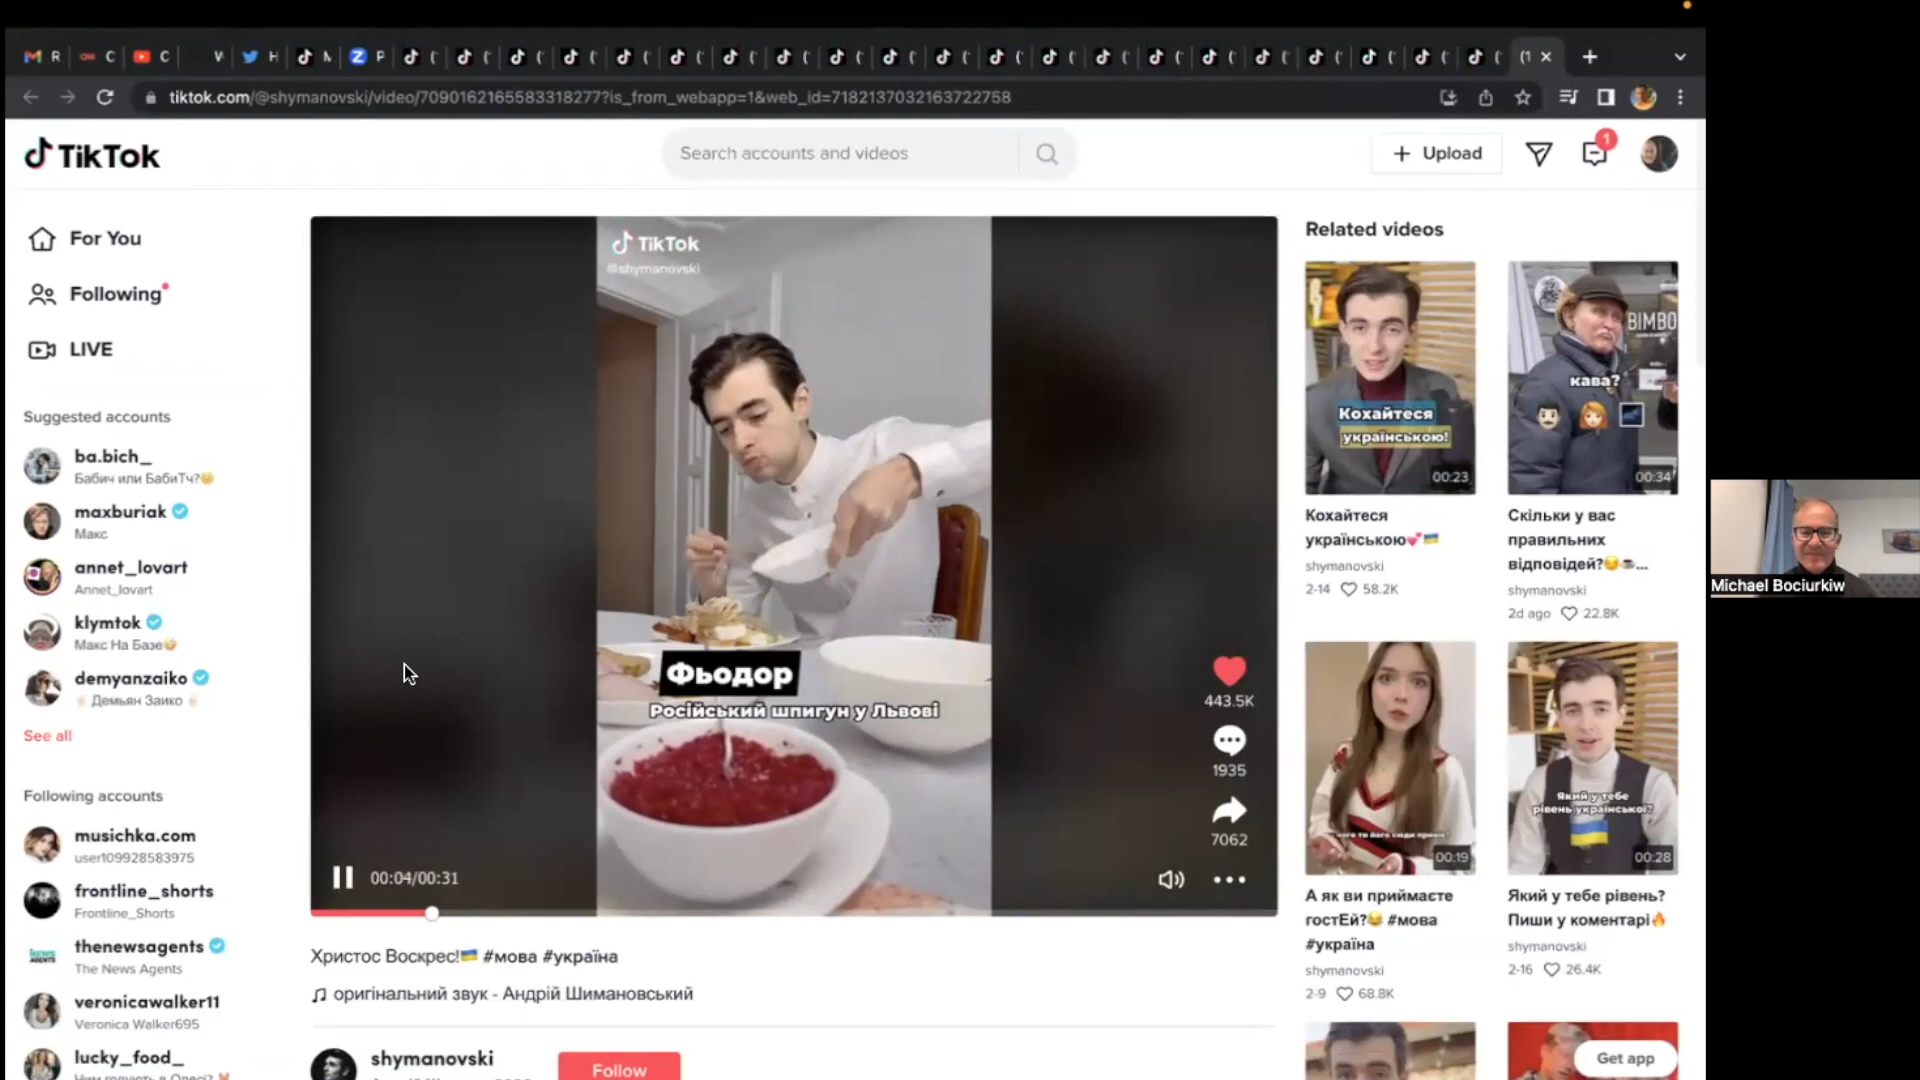 R
C
C
W
H
P
tiktok.com/@shymanovski/video/7090162165583318277?is_from_webapp=1&web_id=7182137032163722758
TikTok
Search accounts and videos
Upload
1
For You
Following
LIVE
Suggested accounts
ba.bich_
Бабич или БабиТч?
maxburiak
Макс
annet_lovart
Annet_lovart
klymtok
Макс На Базе
demyanzaiko
Демьян Заико
See all
Following accounts
musichka.com
user109928583975
frontline_shorts
Frontline_Shorts
thenewsagents
The News Agents
veronicawalker11
Veronica Walker695
lucky_food_
TikTok
@shymanovski
Фьодор
Російський шпигун у Львові
443.5K
1935
7062
00:04/00:31
Христос Воскрес! #мова #україна
оригінальний звук - Андрій Шимановський
shymanovski
Follow
Related videos
Кохайтеся
українською!
00:23
Кохайтеся
українською
shymanovski
2-14 58.2K
BIMBO
кава?
00:34
Скільки у вас
правильних
відповідей? ...
shymanovski
2d ago 22.8K
00:19
А як ви приймаєте
гостЕй? #мова
#україна
shymanovski
2-9 68.8K
Який у тебе
рівень української?
00:28
Який у тебе рівень?
Пиши у коментарі
shymanovski
2-16 26.4K
Get app
Michael Bociurkiw